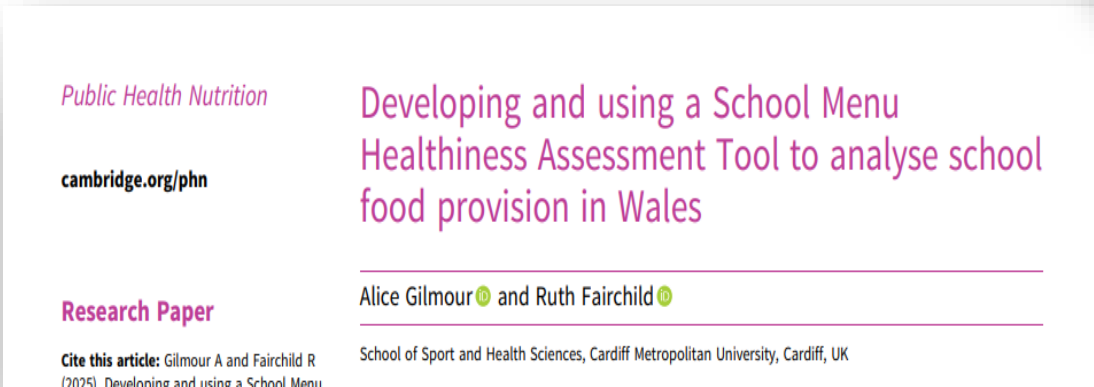 Public Health Nutrition
cambridge.org/phn
Research Paper
Cite this article: Gilmour A and Fairchild R
(2025). Developing and using a School Menu
Developing and using a School Menu
Healthiness Assessment Tool to analyse school
food provision in Wales
Alice Gilmour and Ruth Fairchild
School of Sport and Health Sciences, Cardiff Metropolitan University, Cardiff, UK